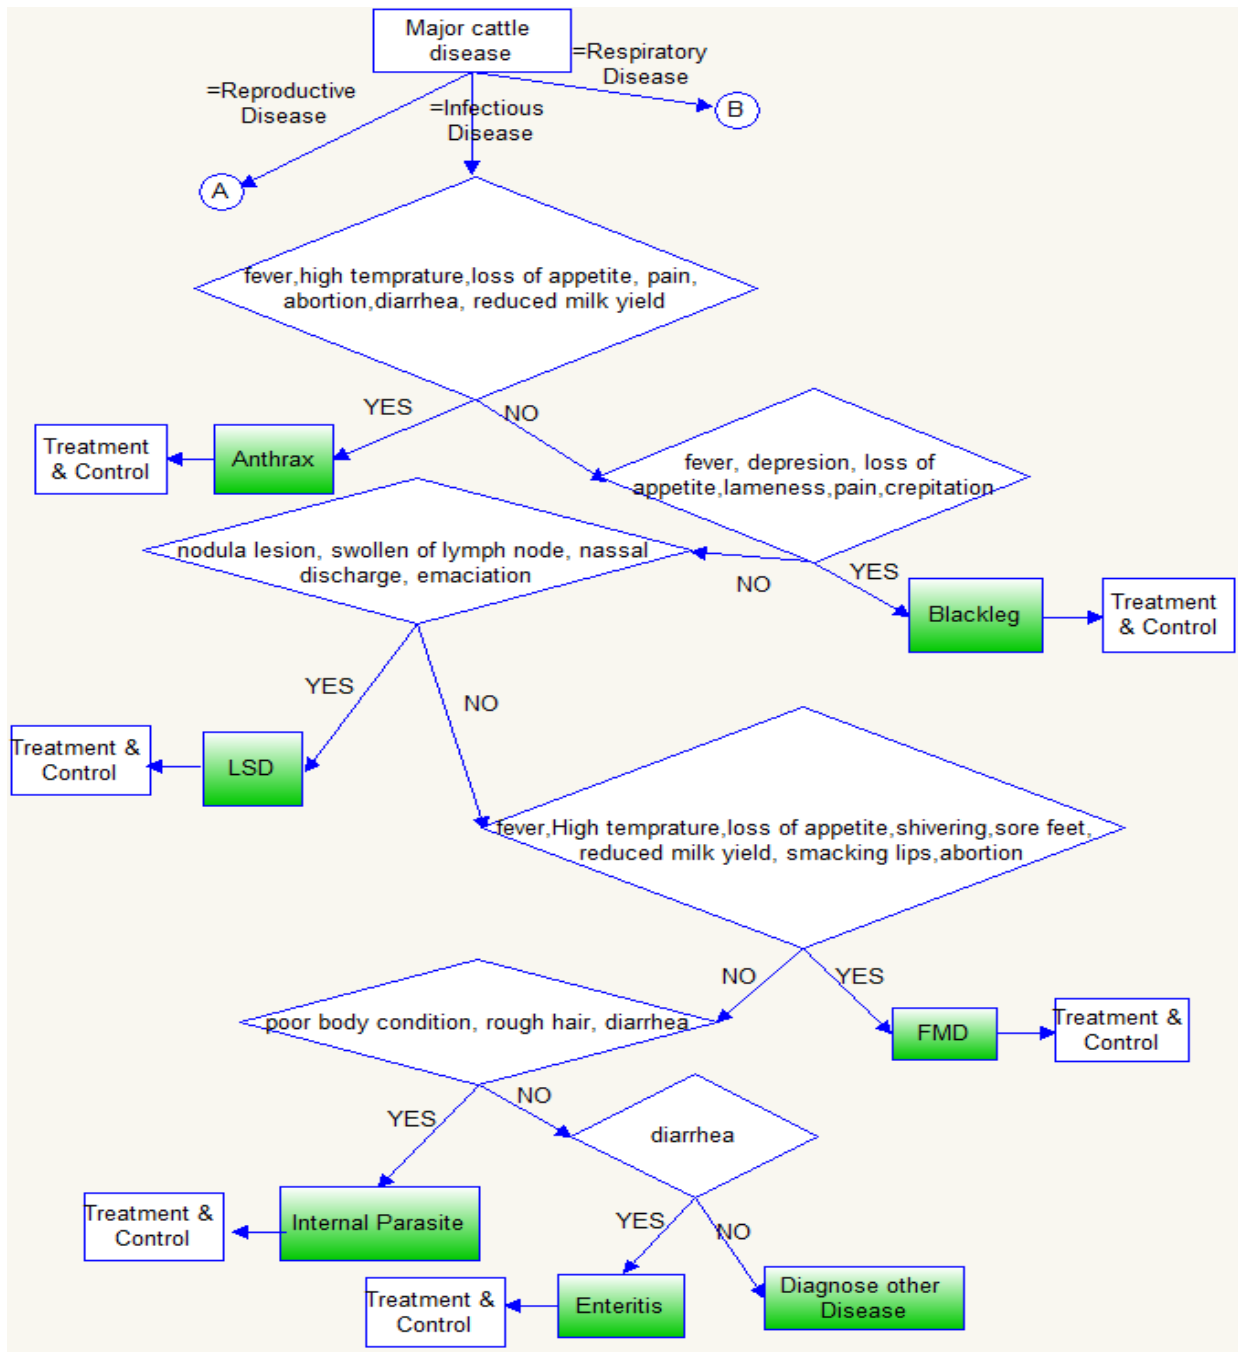 Major cattle
disease
=Respiratory
Disease
=Reproductive
Disease
=Infectious
Disease
B
A
fever,high temprature,loss of appetite, pain,
abortion,diarrhea, reduced milk yield
YES
NO
Treatment
& Control
Anthrax
fever, depresion, loss of
appetite,lameness,pain,crepitation
nodula lesion, swollen of lymph node, nassal
discharge, emaciation
NO
YES
Blackleg
Treatment
& Control
YES
NO
Treatment &
Control
LSD
fever,High temprature,loss of appetite,shivering,sore feet,
reduced milk yield, smacking lips,abortion
NO
YES
poor body condition, rough hair, diarrhea
FMD
Treatment &
Control
YES
NO
diarrhea
Treatment &
Control
Internal Parasite
YES
NO
Treatment &
Control
Enteritis
Diagnose other
Disease